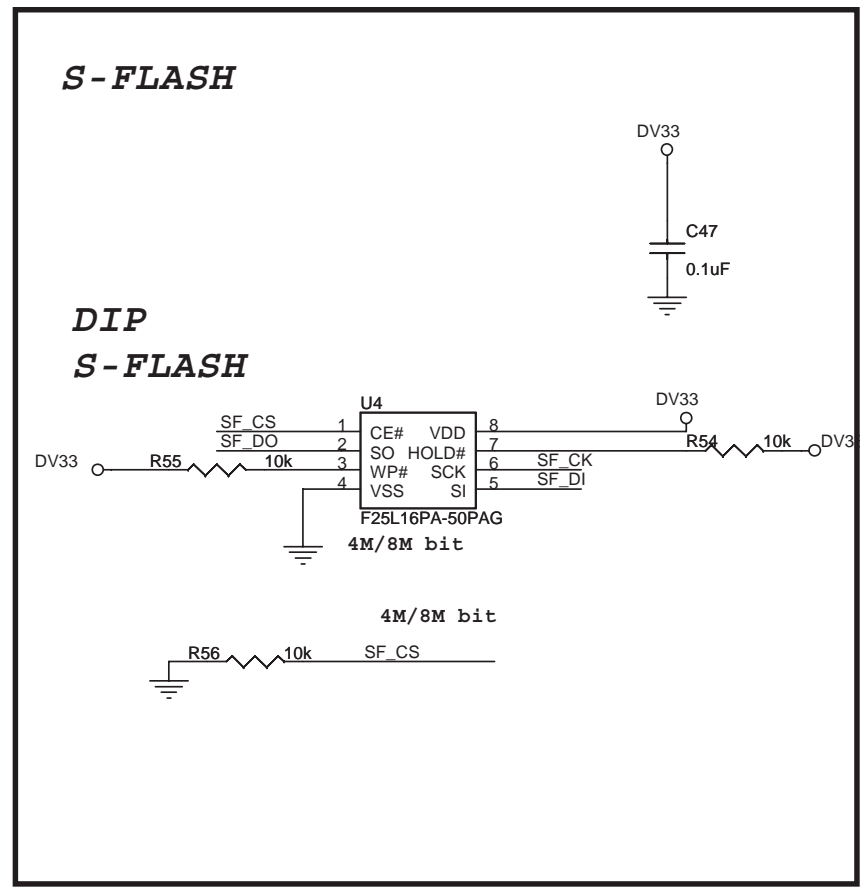 S-FLASH
DV33
C47
0.1uF
DIP
S-FLASH
U4
DV33
SF_CS 1 CE# VDD 8
SF_DO 2 SO HOLD# 7 R54 10k DV3
DV33 R55 10k 3 WP# SCK 6 SF_CK
4 VSS SI 5 SF_DI
F25L16PA-50PAG
4M/8M bit
4M/8M bit
R56 10k SF_CS